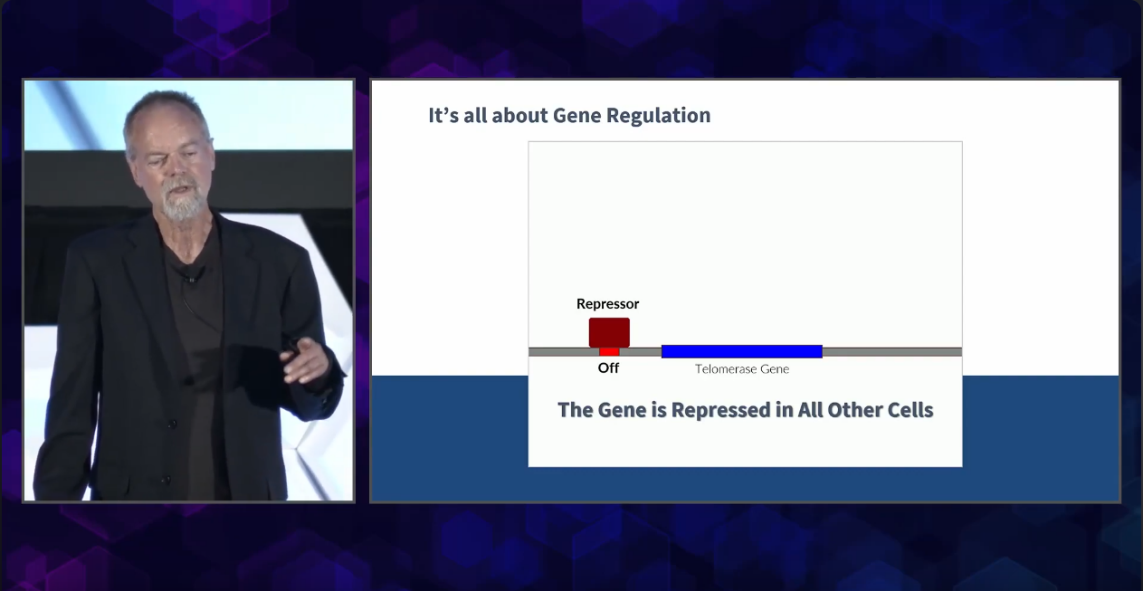 It's all about Gene Regulation
Repressor
Off
Telomerase Gene
The Gene is Repressed in All Other Cells